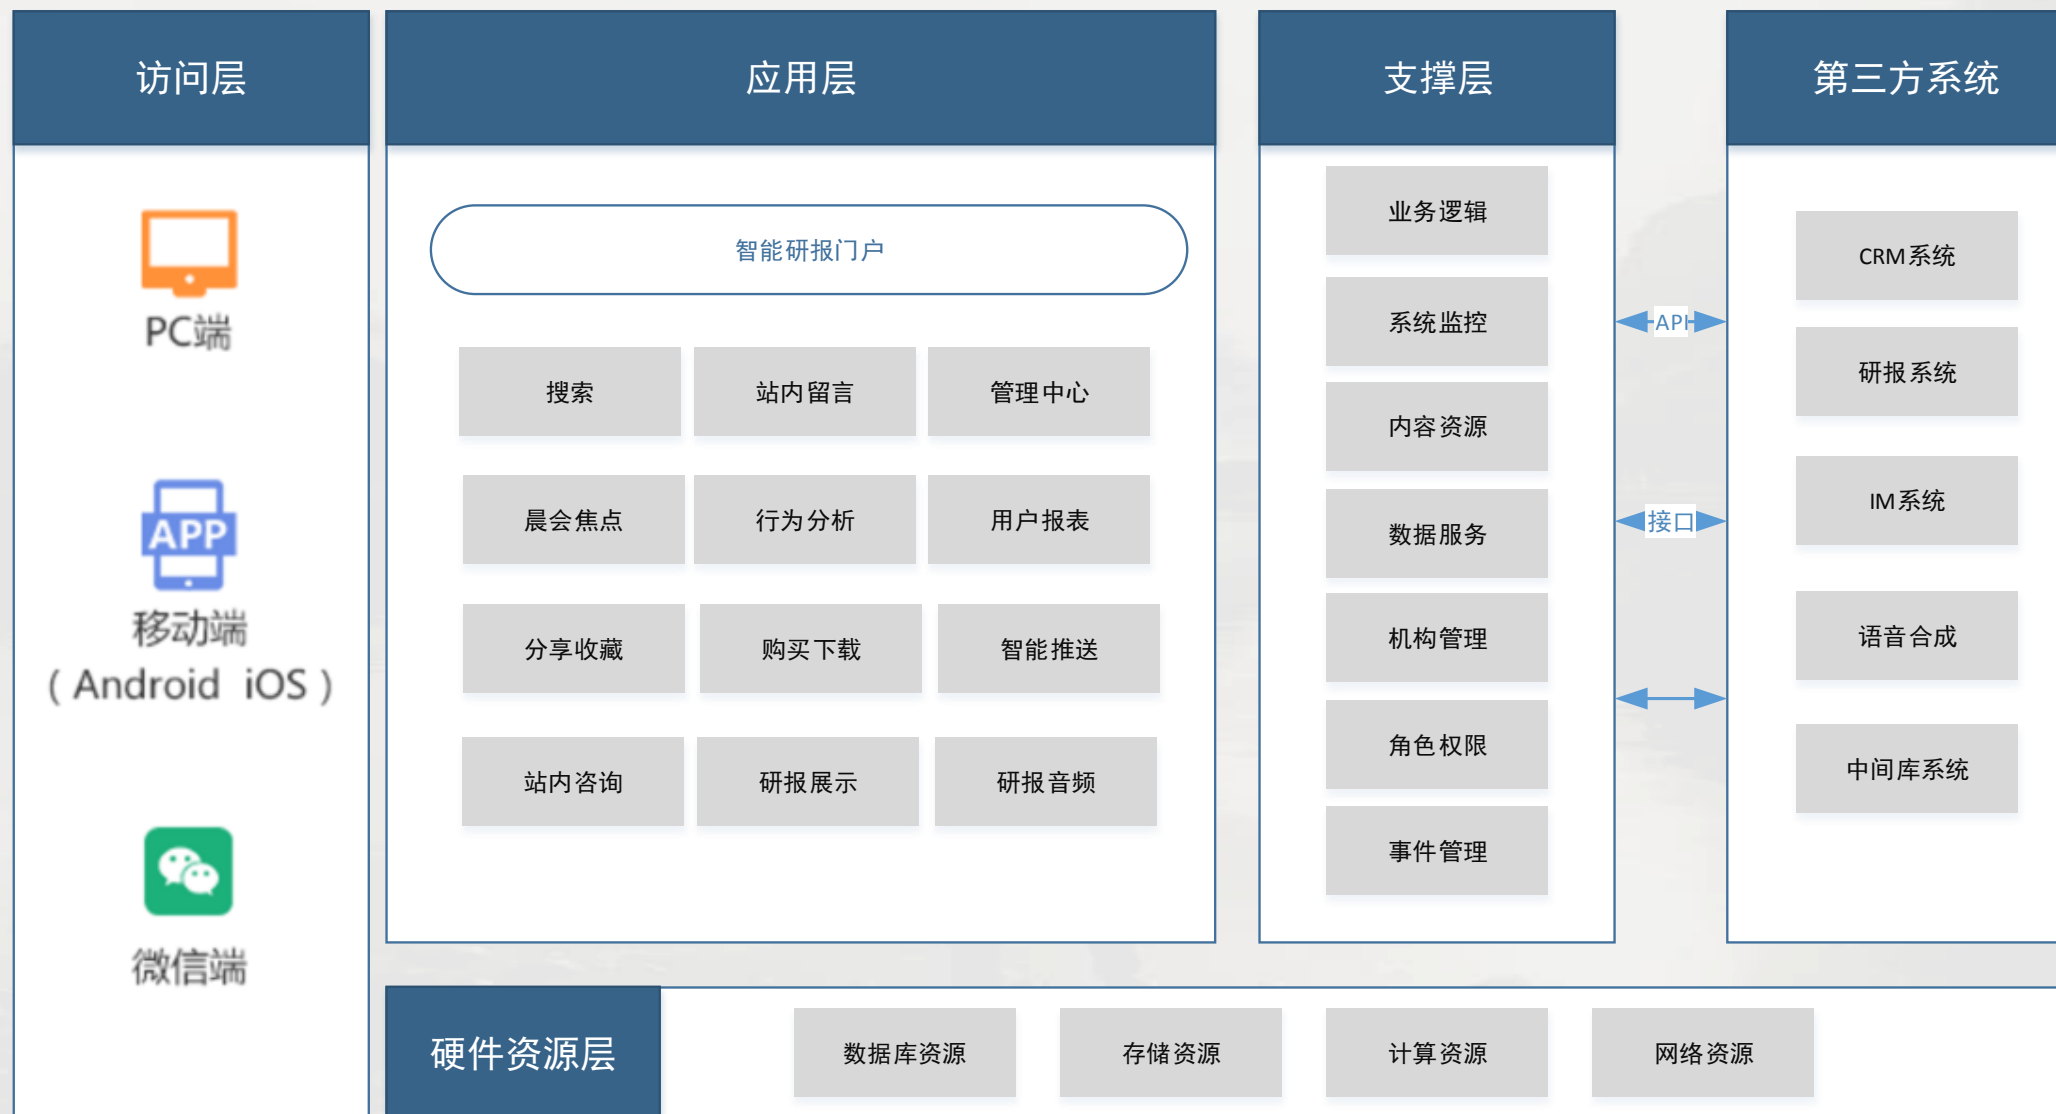 访问层
PC端
APP
移动端
（Android iOS）
微信端
应用层
智能研报门户
搜索
站内留言
管理中心
晨会焦点
行为分析
用户报表
分享收藏
购买下载
智能推送
站内咨询
研报展示
研报音频
支撑层
业务逻辑
系统监控
内容资源
数据服务
机构管理
角色权限
事件管理
API
接口
第三方系统
CRM系统
研报系统
IM系统
语音合成
中间库系统
硬件资源层
数据库资源
存储资源
计算资源
网络资源